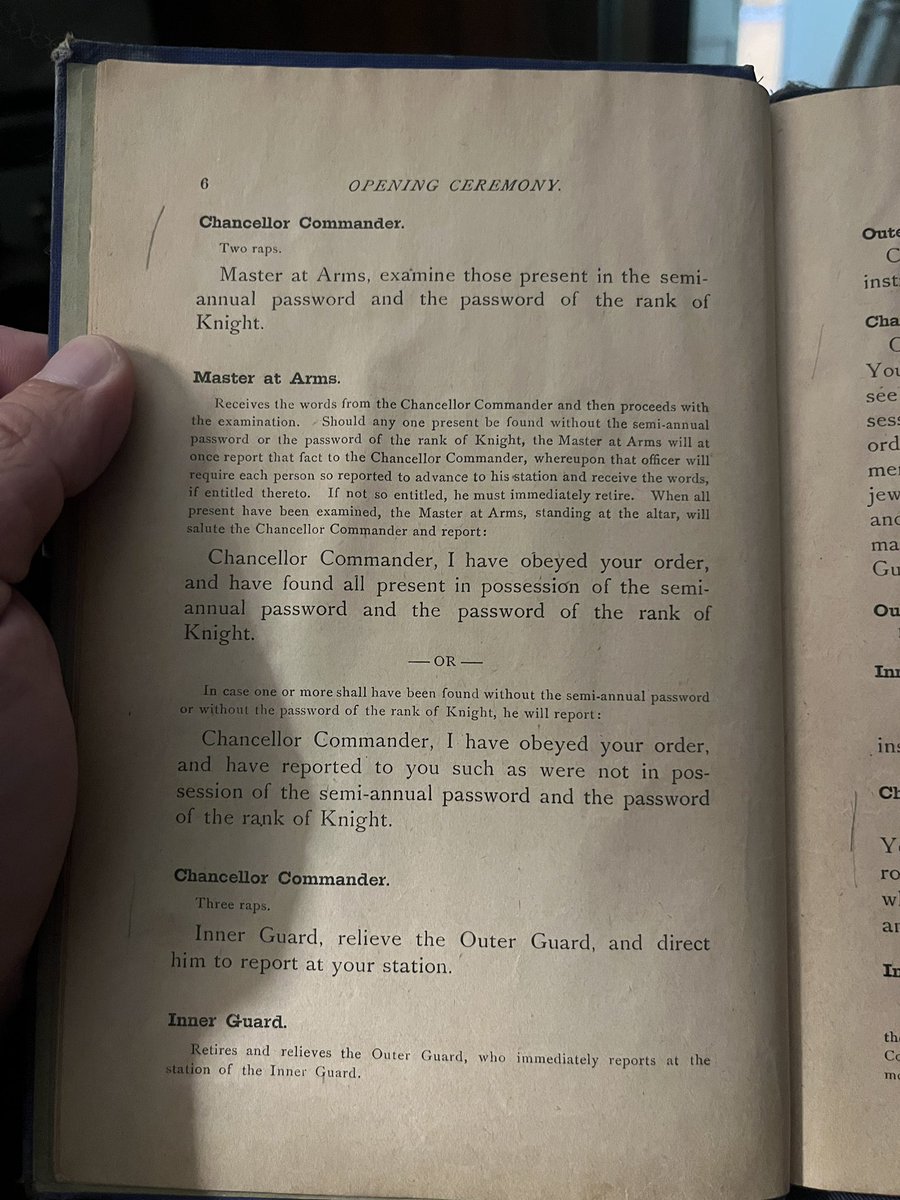 6
OPENING CEREMONY.
Chancellor Commander.
Two raps.
Master at Arms, examine those present in the semi-
annual password and the password of the rank of
Knight.
Master at Arms.
Receives the words from the Chancellor Commander and then proceeds with
the examination. Should any one present be found without the semi-annual
password or the password of the rank of Knight, the Master at Arms will at
once report that fact to the Chancellor Commander, whereupon that officer will
require each person so reported to advance to his station and receive the words,
if entitled thereto. If not so entitled, he must immediately retire. When all
present have been examined, the Master at Arms, standing at the altar, will
salute the Chancellor Commander and report:
Chancellor Commander, I have obeyed your order,
and have found all present in possession of the semi-
annual password and the password of the rank of
Knight.
— OR —
In case one or more shall have been found without the semi-annual password
or without the password of the rank of Knight, he will report:
Chancellor Commander, I have obeyed your order,
and have reported to you such as were not in pos-
session of the semi-annual password and the password
of the rank of Knight.
Chancellor Commander.
Three raps.
Inner Guard, relieve the Outer Guard, and direct
him to report at your station.
Inner Guard.
Retires and relieves the Outer Guard, who immediately reports at the
station of the Inner Guard.